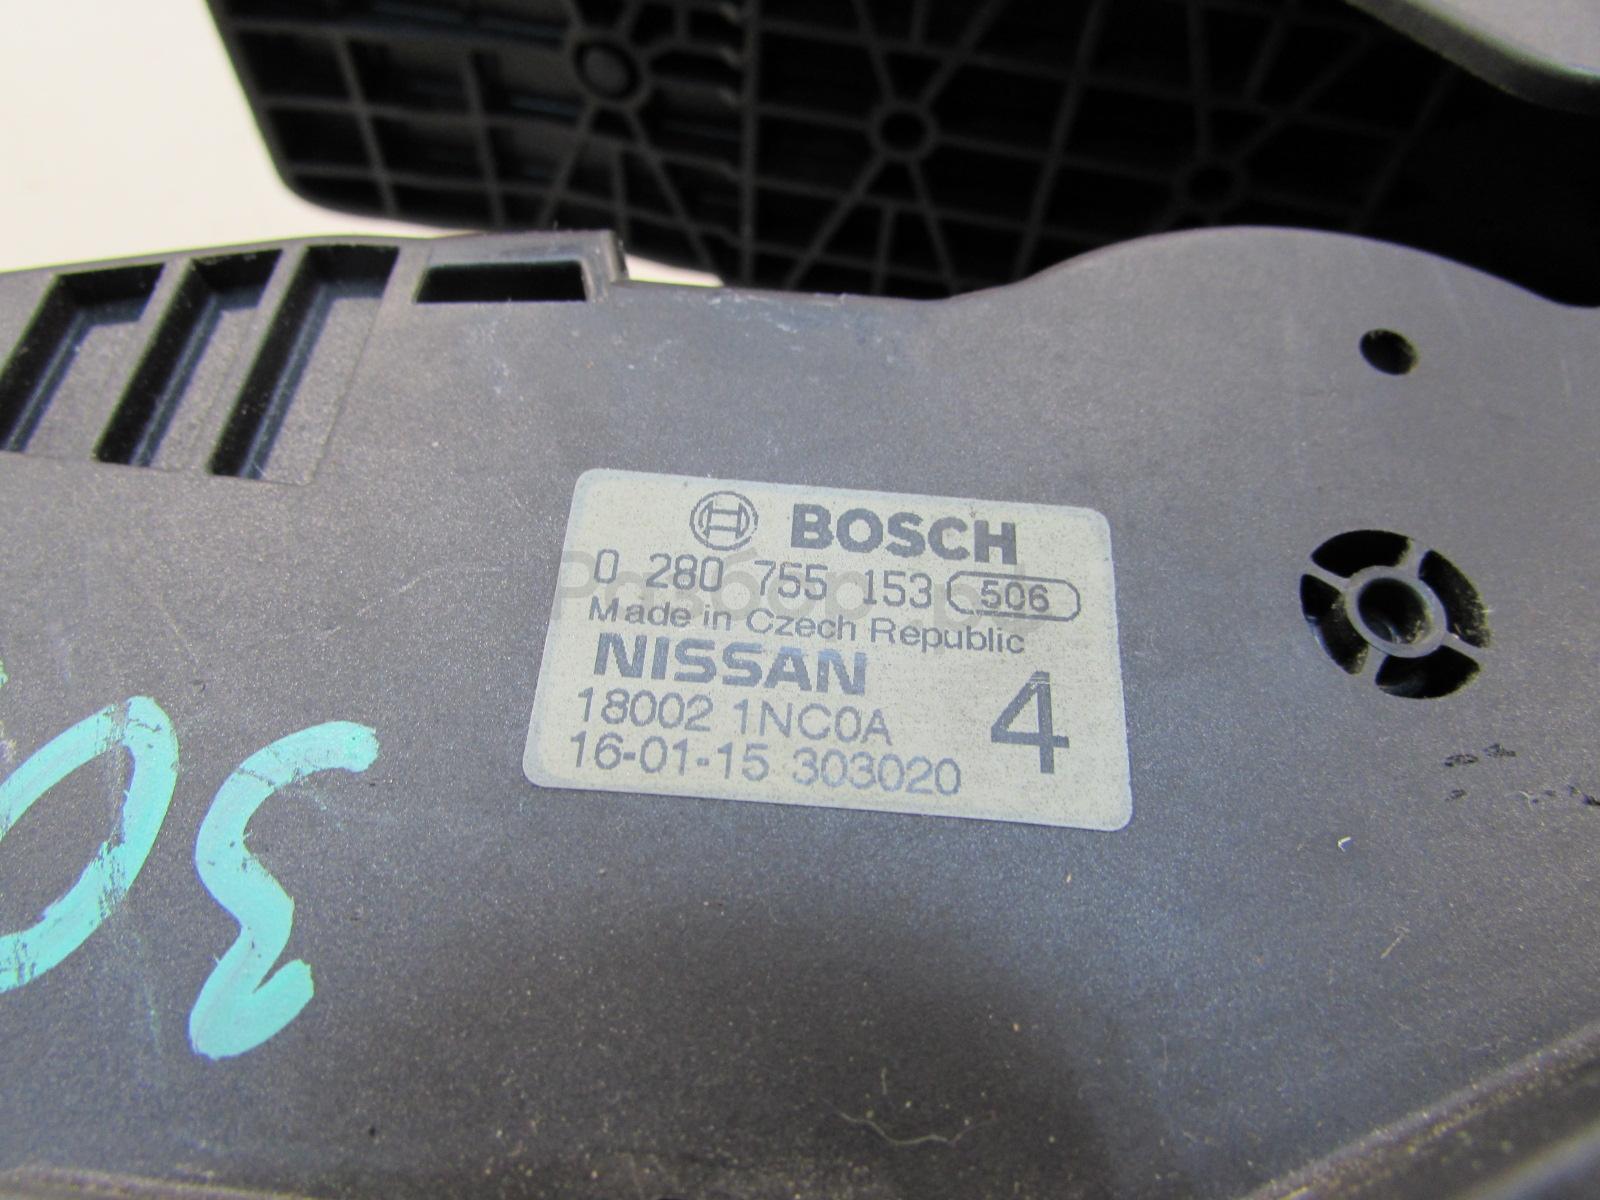 BOSCH
0 280 755 153 506
Made in Czech Republic
NISSAN
18002 1NC0A 4
16-01-15 303020